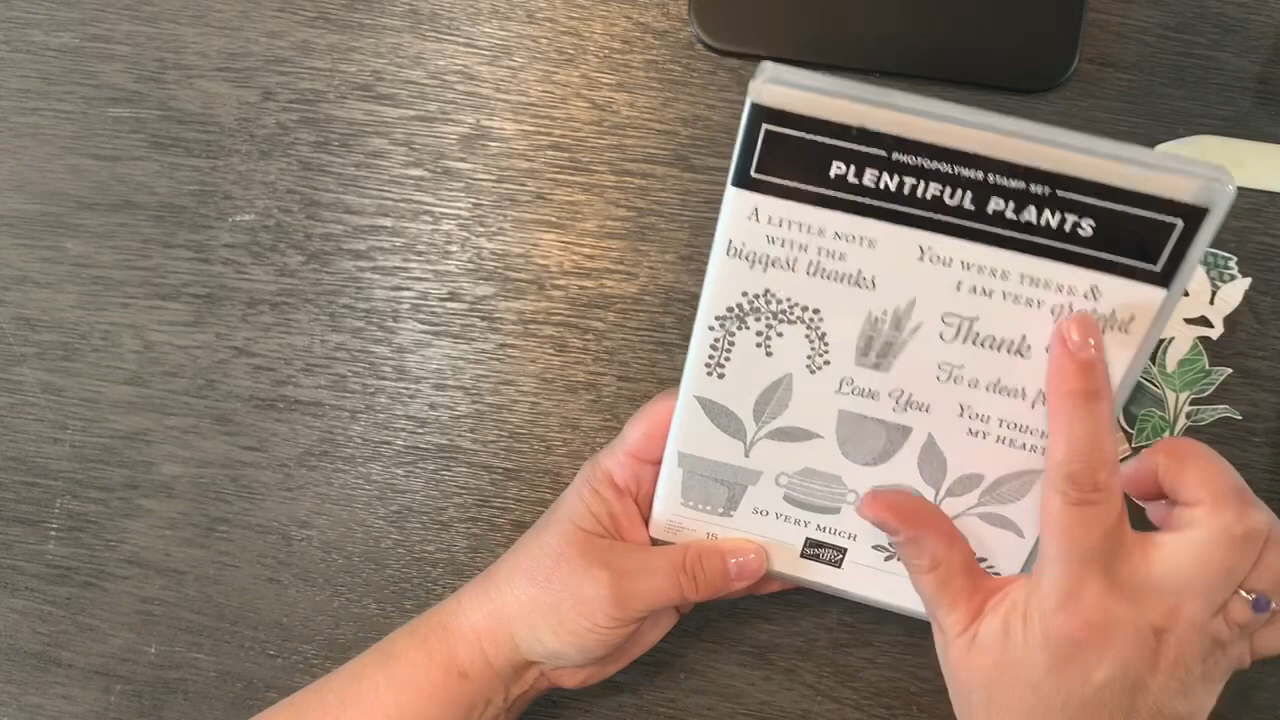 PHOTOPOLYMER STAMP SET
PLENTIFUL PLANTS
A LITTLE NOTE
WITH THE
biggest thanks
YOU WERE THERE &
I AM VERY grateful
Thank
Love You
To a dear
YOU
MY HEART
SO VERY MUCH
15
STAMPIN' UP!